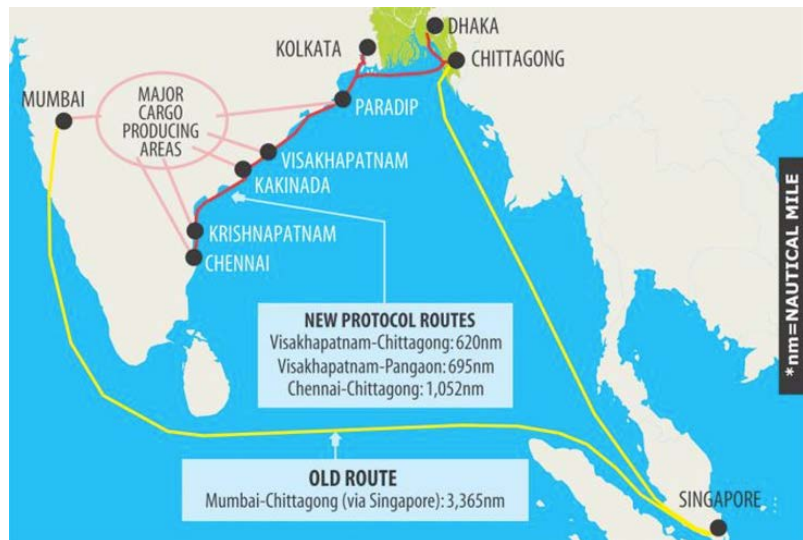 DHAKA
KOLKATA
CHITTAGONG
MUMBAI
MAJOR
CARGO
PRODUCING
AREAS
PARADIP
VISAKHAPATNAM
KAKINADA
KRISHNAPATNAM
CHENNAI
NEW PROTOCOL ROUTES
Visakhapatnam-Chittagong: 620nm
Visakhapatnam-Pangaon: 695nm
Chennai-Chittagong: 1,052nm
OLD ROUTE
Mumbai-Chittagong (via Singapore): 3,365nm
SINGAPORE
*nm=NAUTICAL MILE